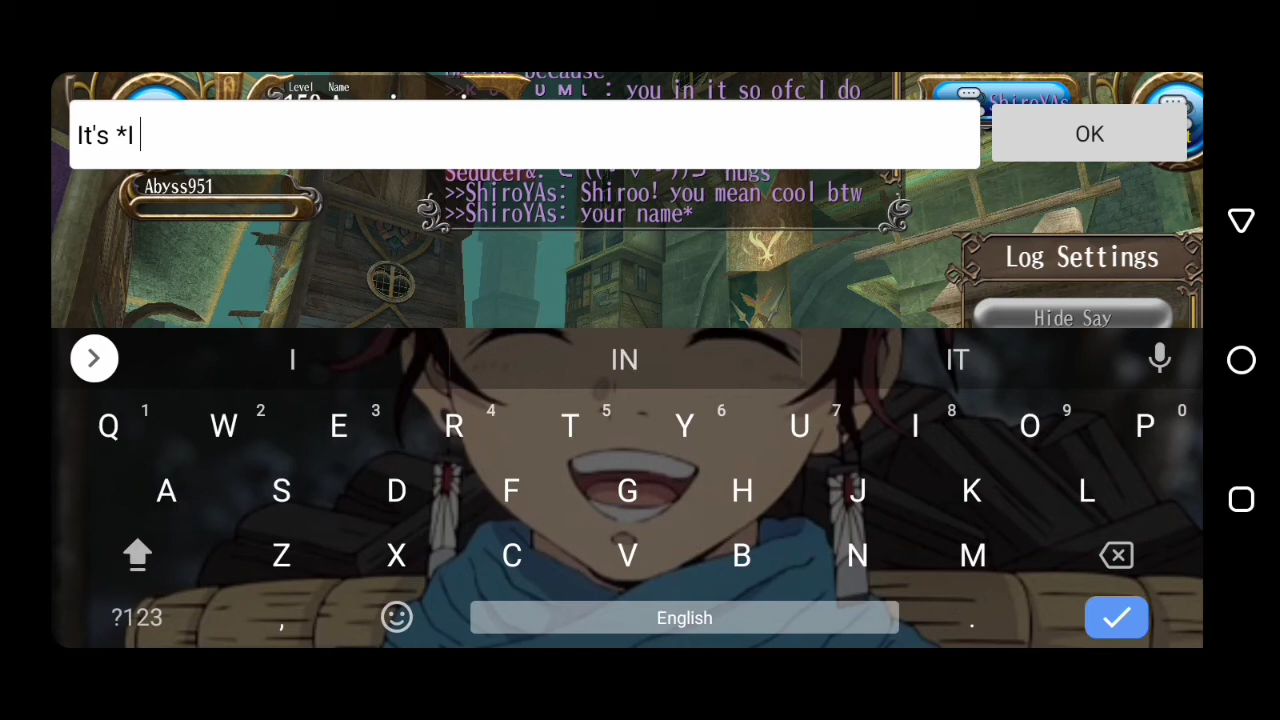 Level Name
because
you in it so ofc I do
ShiroYAs
It's *I
OK
Abyss951
hugs
>>ShiroYAs: Shiroo! you mean cool btw
>>ShiroYAs: your name*
Log Settings
Hide Say
I IN IT
Q 1 W 2 E 3 R 4 T 5 Y 6 U 7 I 8 O 9 P 0
A S D F G H J K L
Z X C V B N M
?123 , English .